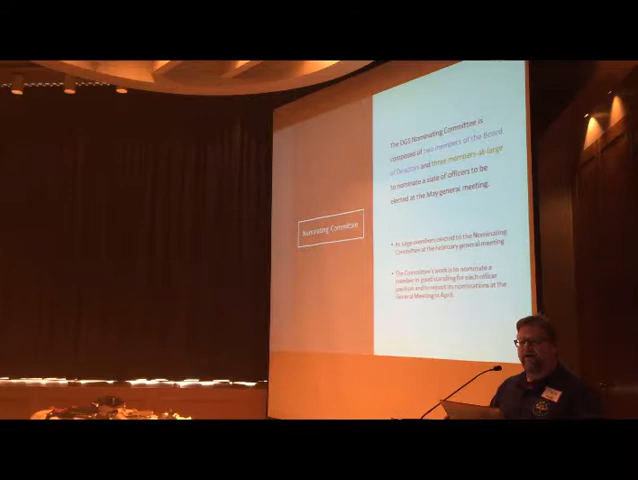 Nominating Committee
The DGS Nominating Committee is
composed of two members of the Board
of Directors and three members-at-large
to nominate a slate of officers to be
elected at the May general meeting.
• At-large members elected to the Nominating
Committee at the February general meeting
• The Committee's work is to nominate a
member in good standing for each officer
position and to report its nominations at the
General Meeting in April.